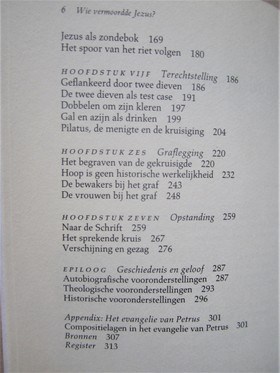 6 Wie vermoordde Jezus?
Jezus als zondebok 169
Het spoor van het riet volgen 180
HOOFDSTUK VIJF Terechtstelling 186
Geflankeerd door twee dieven 186
De twee dieven als test case 191
Dobbelen om zijn kleren 197
Gal en azijn als drinken 199
Pilatus, de menigte en de kruisiging 204
HOOFDSTUK ZES Graflegging 220
Het begraven van de gekruisigde 220
Hoop is geen historische werkelijkheid 232
De bewakers bij het graf 243
De vrouwen bij het graf 248
HOOFDSTUK ZEVEN Opstanding 259
Naar de Schrift 259
Het sprekende kruis 267
Verschijning en gezag 276
EPILOOG Geschiedenis en geloof 287
Autobiografische vooronderstellingen 287
Theologische vooronderstellingen 293
Historische vooronderstellingen 296
Appendix: Het evangelie van Petrus 301
Compositielagen in het evangelie van Petrus 301
Bronnen 307
Register 313